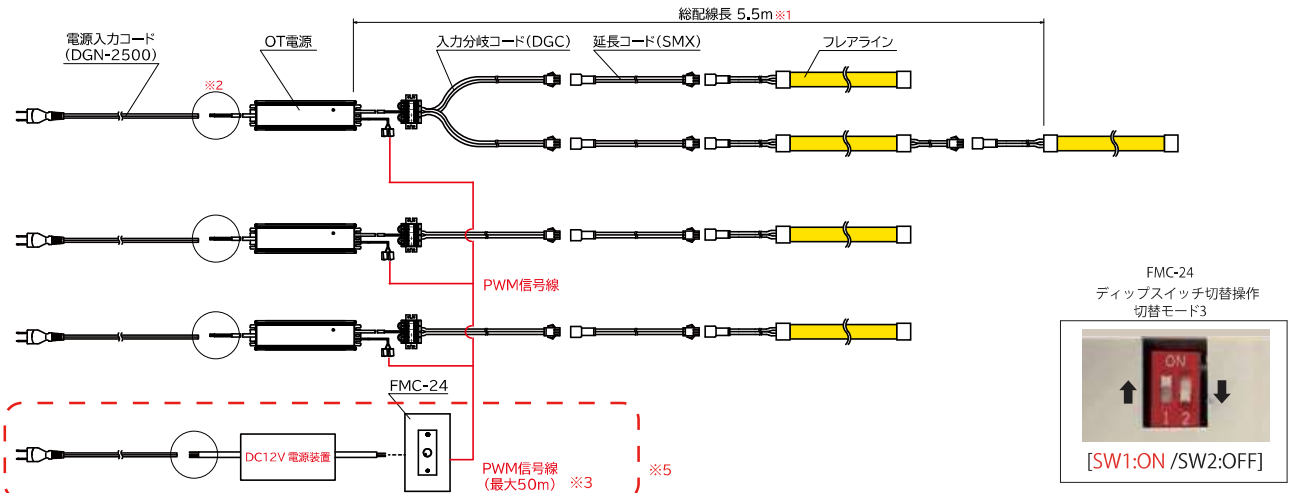 総配線長 5.5m※1
電源入力コード
(DGN-2500)
※2
OT電源
入力分岐コード(DGC)
延長コード(SMX)
フレアライン
PWM信号線
FMC-24
DC12V 電源装置
PWM信号線
(最大50m) ※3
※5
FMC-24
ディップスイッチ切替操作
切替モード3
ON
1 2
[SW1:ON /SW2:OFF]